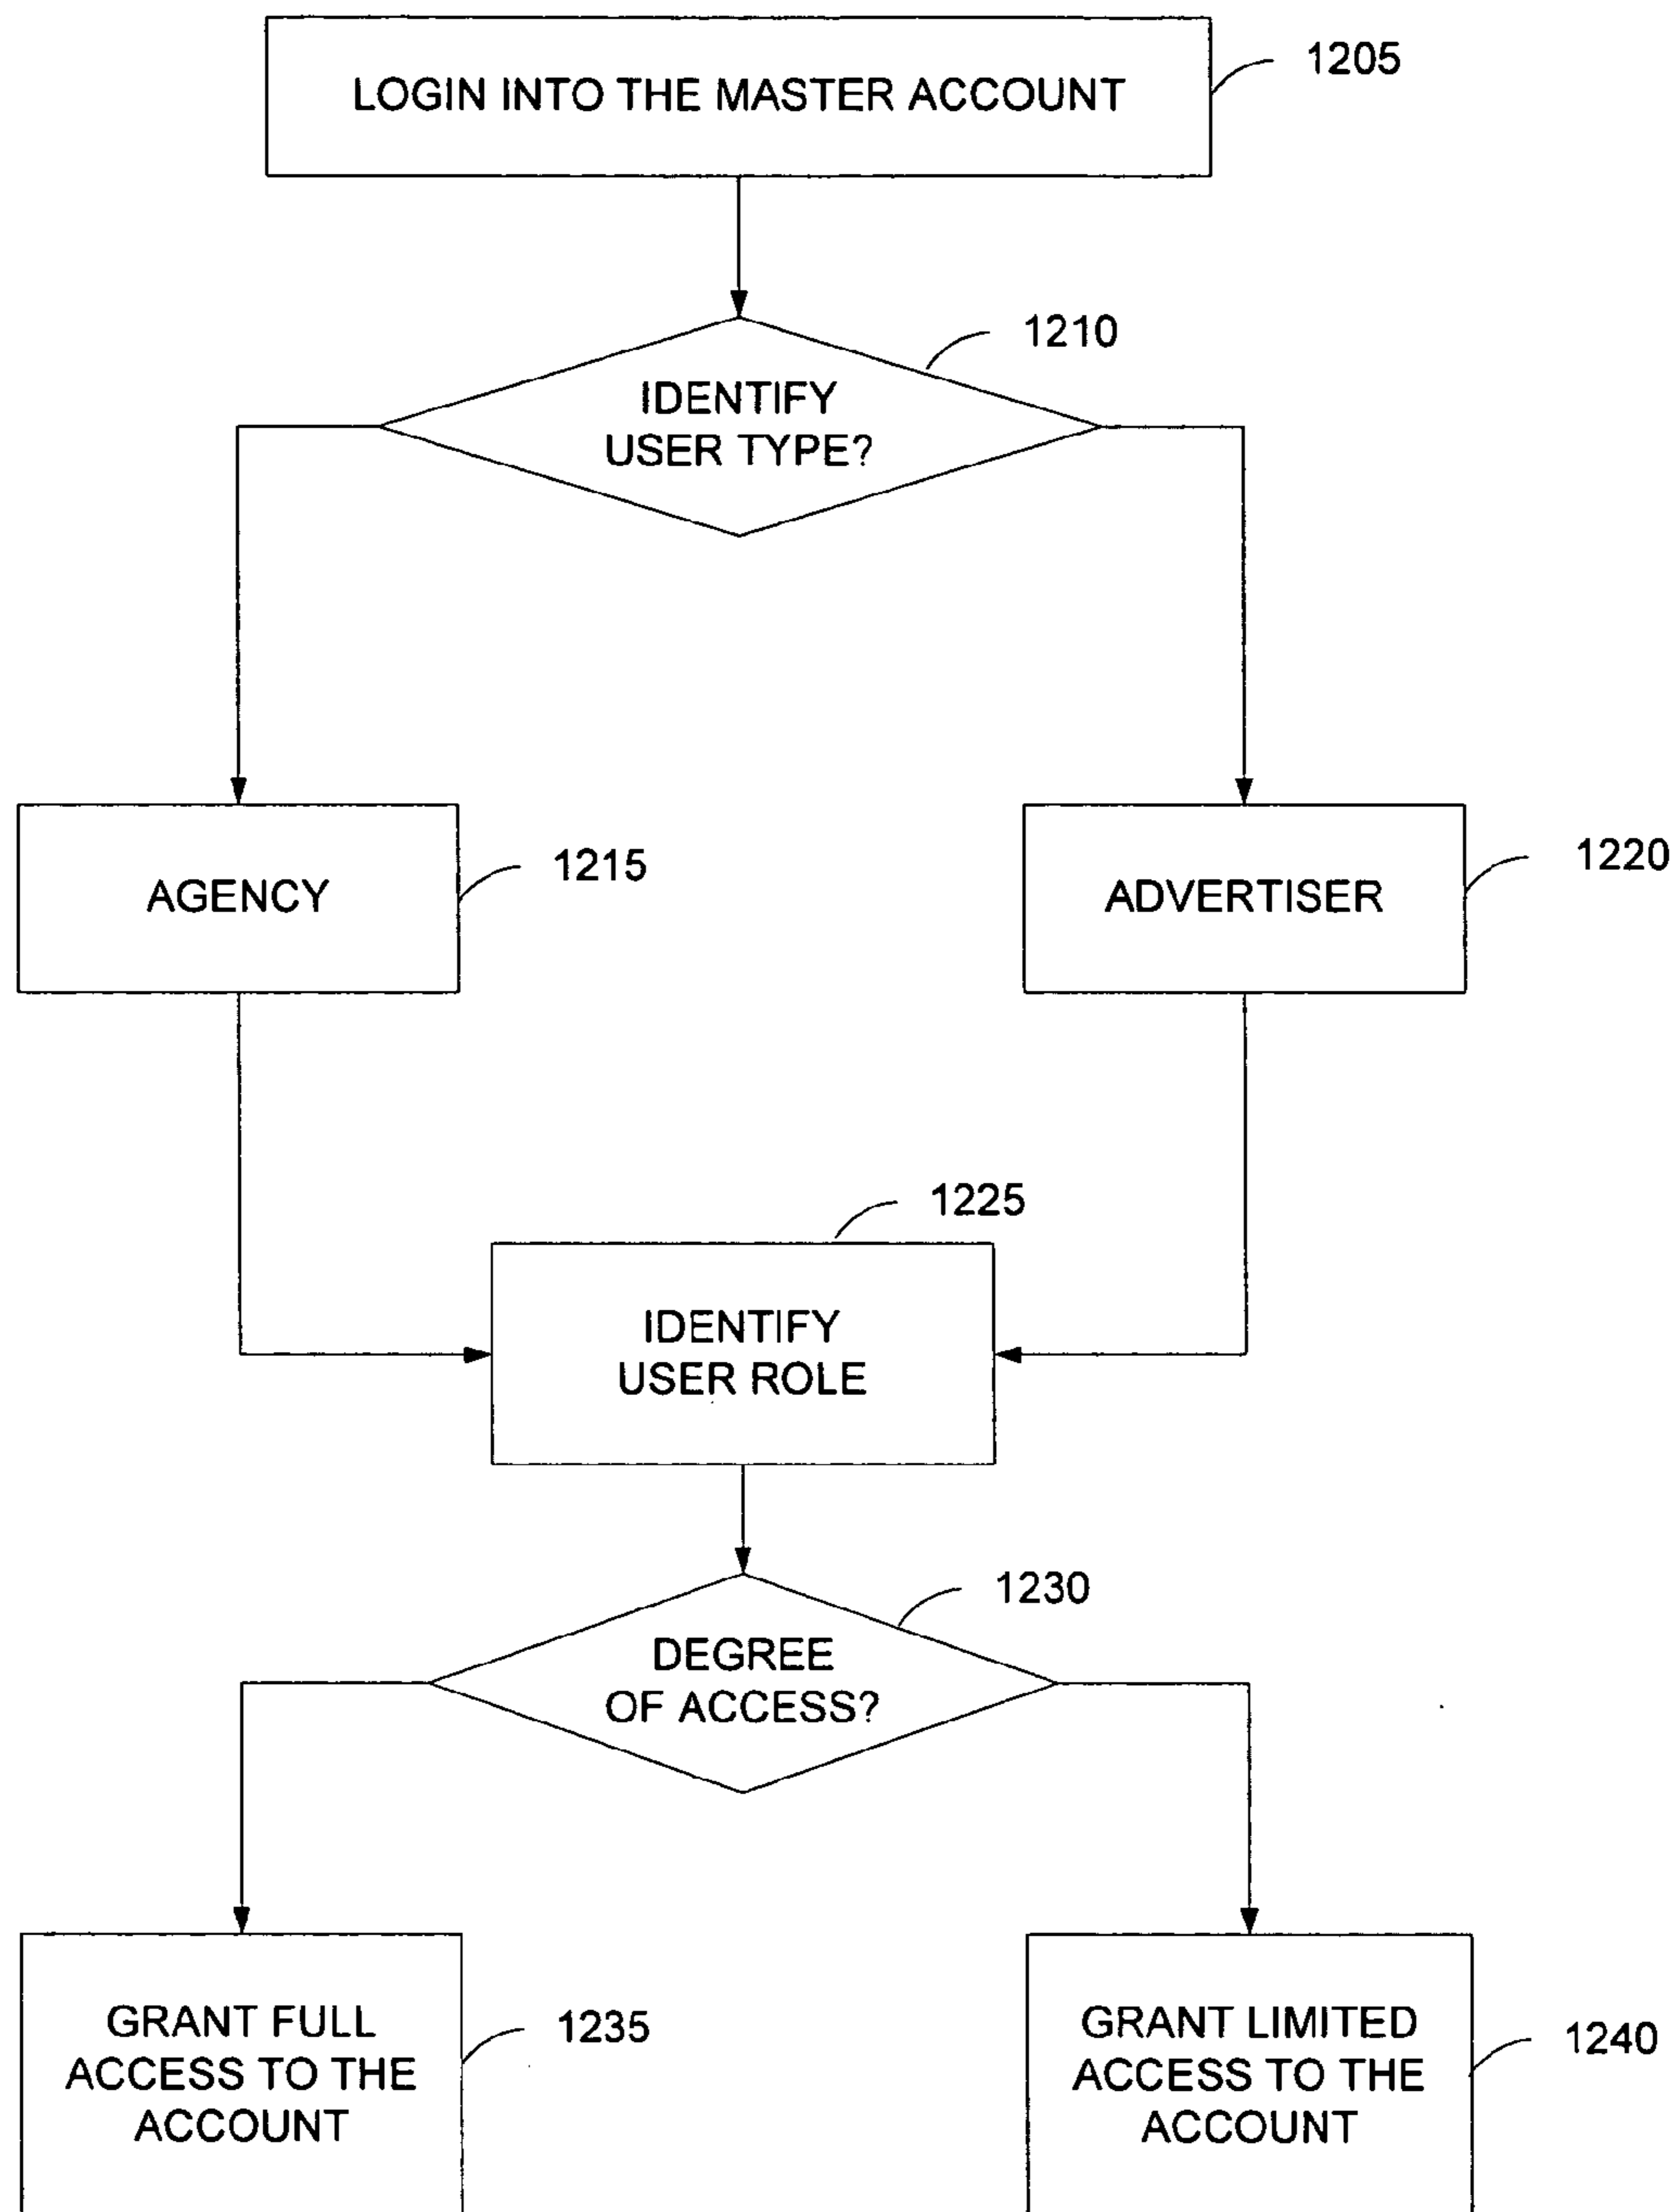 LOGIN INTO THE MASTER ACCOUNT
1205
1210
IDENTIFY
USER TYPE?
AGENCY
1215
ADVERTISER
1220
1225
IDENTIFY
USER ROLE
1230
DEGREE
OF ACCESS?
GRANT FULL
ACCESS TO THE
ACCOUNT
1235
GRANT LIMITED
ACCESS TO THE
ACCOUNT
1240